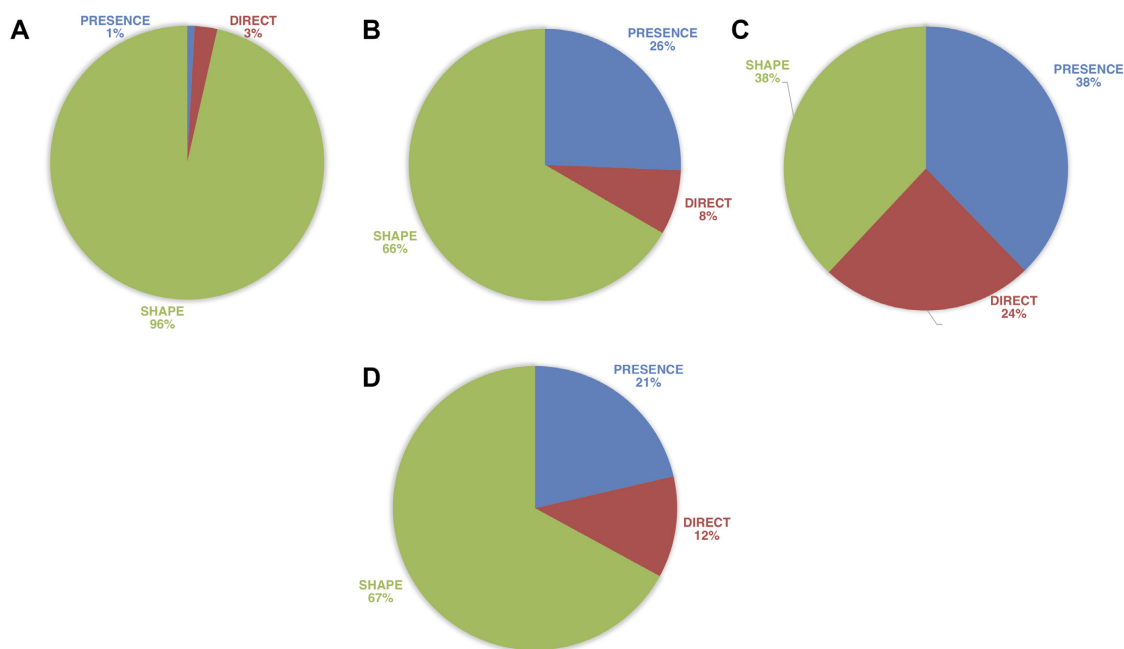 A
PRESENCE
1%
DIRECT
3%
SHAPE
96%
B
PRESENCE
26%
DIRECT
8%
SHAPE
66%
C
SHAPE
38%
PRESENCE
38%
DIRECT
24%
D
PRESENCE
21%
DIRECT
12%
SHAPE
67%